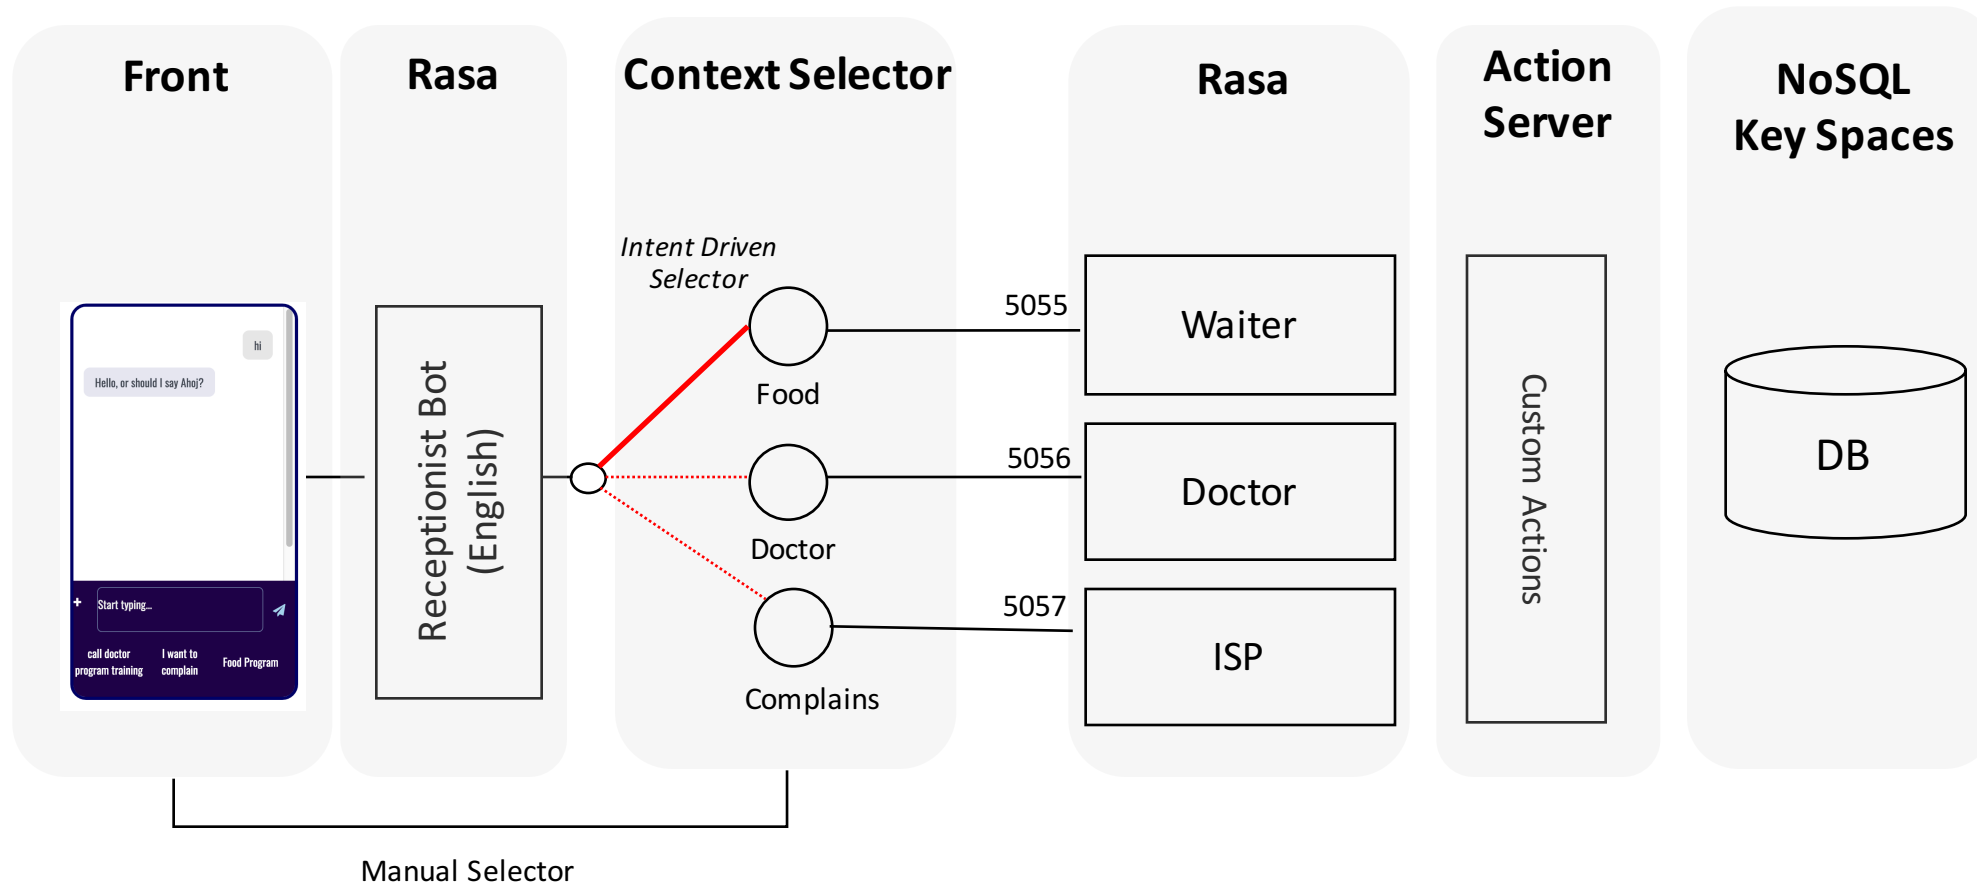 Front
Rasa
Context Selector
Rasa
Action
Server
NoSQL
Key Spaces
Intent Driven
Selector
hi
Hello, or should I say Ahoj?
+
Start typing...
call doctor
program training
I want to
complain
Food Program
Receptionist Bot
(English)
Food
Doctor
Complains
5055
5056
5057
Waiter
Doctor
ISP
Custom Actions
DB
Manual Selector